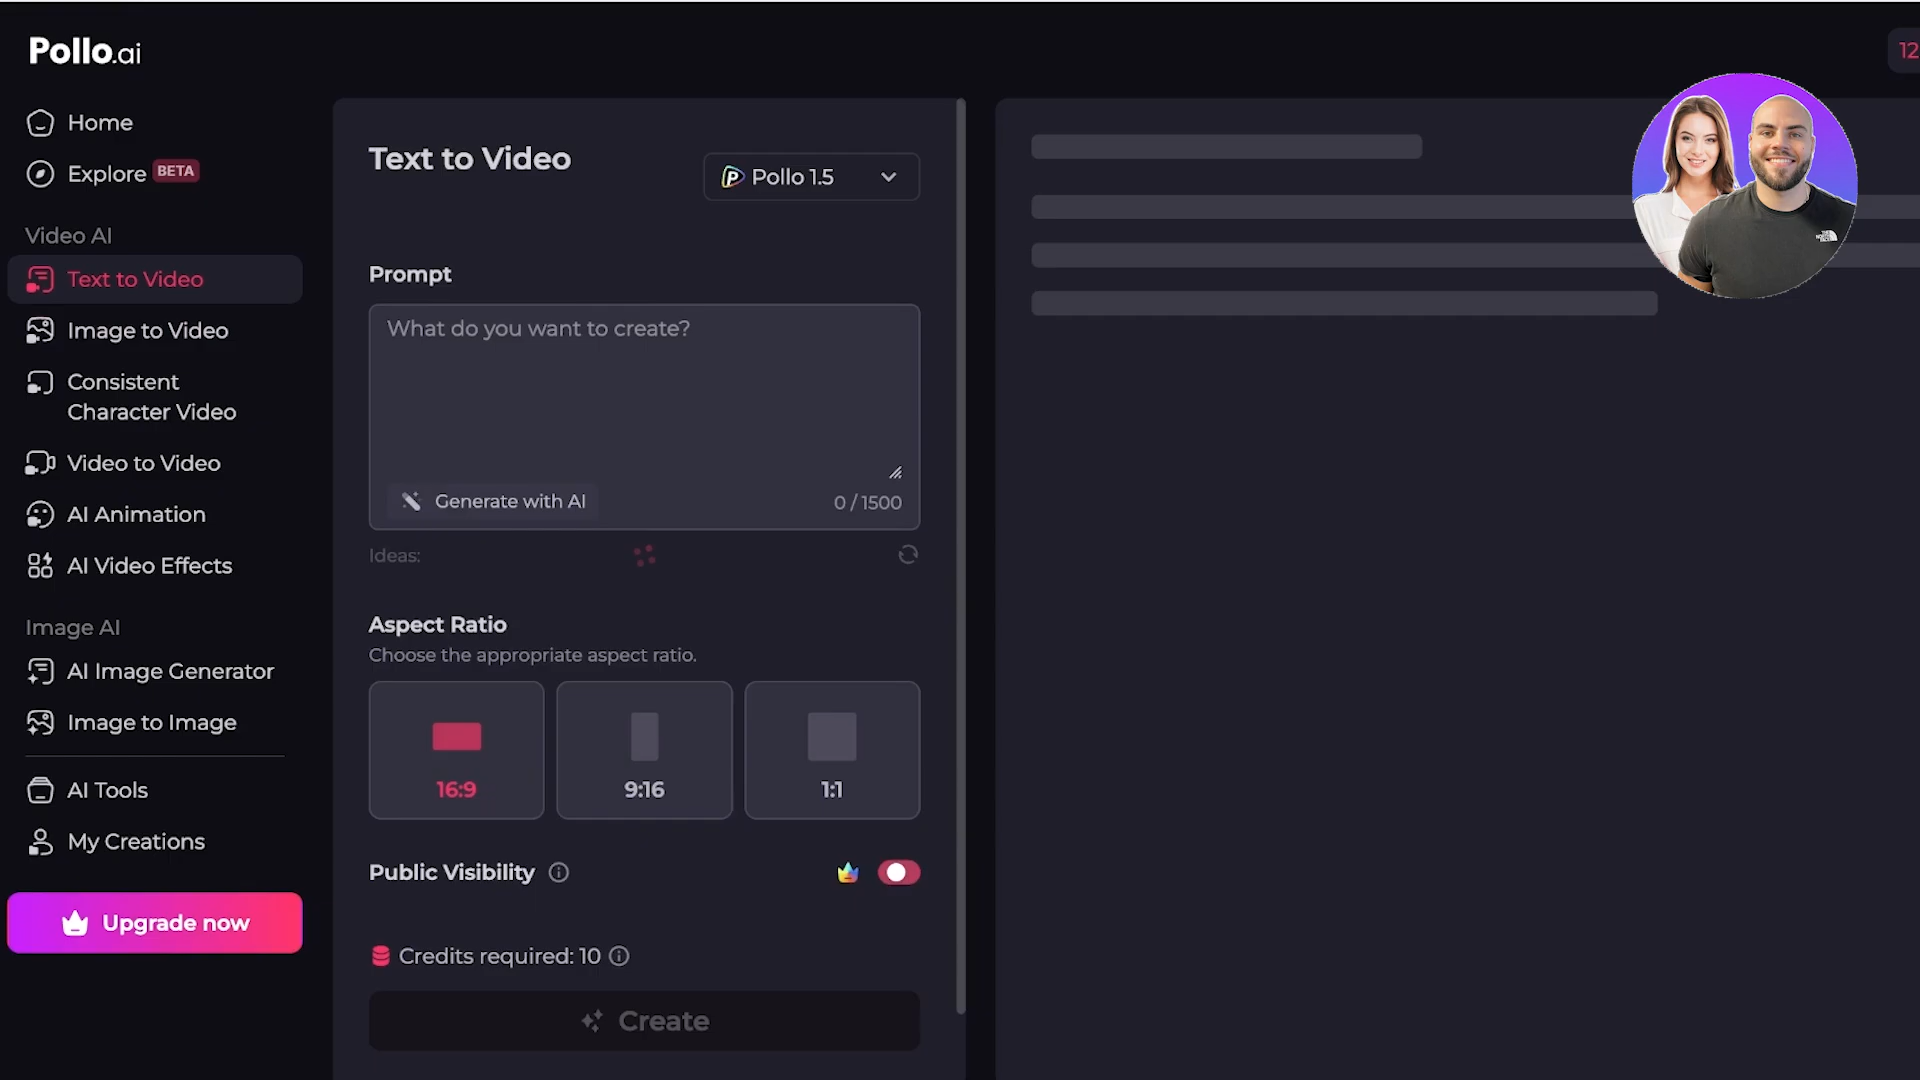 Pollo.ai
12
Home
Explore BETA
Video AI
Text to Video
Image to Video
Consistent
Character Video
Video to Video
AI Animation
AI Video Effects
Image AI
AI Image Generator
Image to Image
AI Tools
My Creations
Upgrade now
Text to Video
Pollo 1.5
Prompt
What do you want to create?
Generate with AI
0 / 1500
Ideas:
Aspect Ratio
Choose the appropriate aspect ratio.
16:9
9:16
1:1
Public Visibility
Credits required: 10
Create